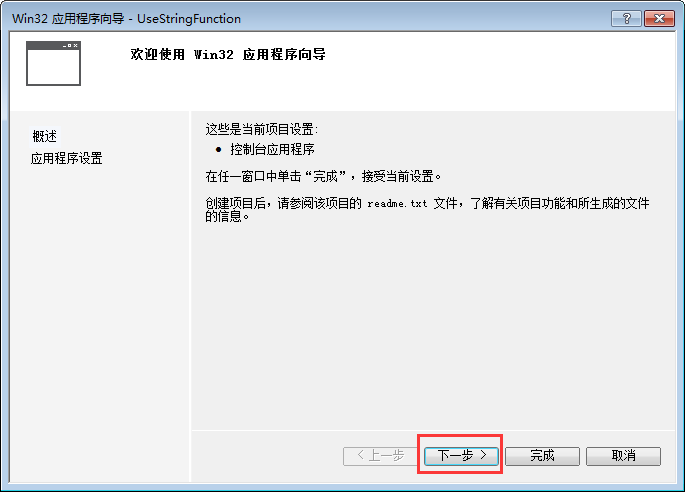 Win32 应用程序向导 - UseStringFunction
欢迎使用 Win32 应用程序向导
概述
应用程序设置
这些是当前项目设置:
• 控制台应用程序
在任一窗口中单击“完成”，接受当前设置。
创建项目后，请参阅该项目的 readme.txt 文件，了解有关项目功能和所生成的文件
的信息。
< 上一步
下一步 >
完成
取消